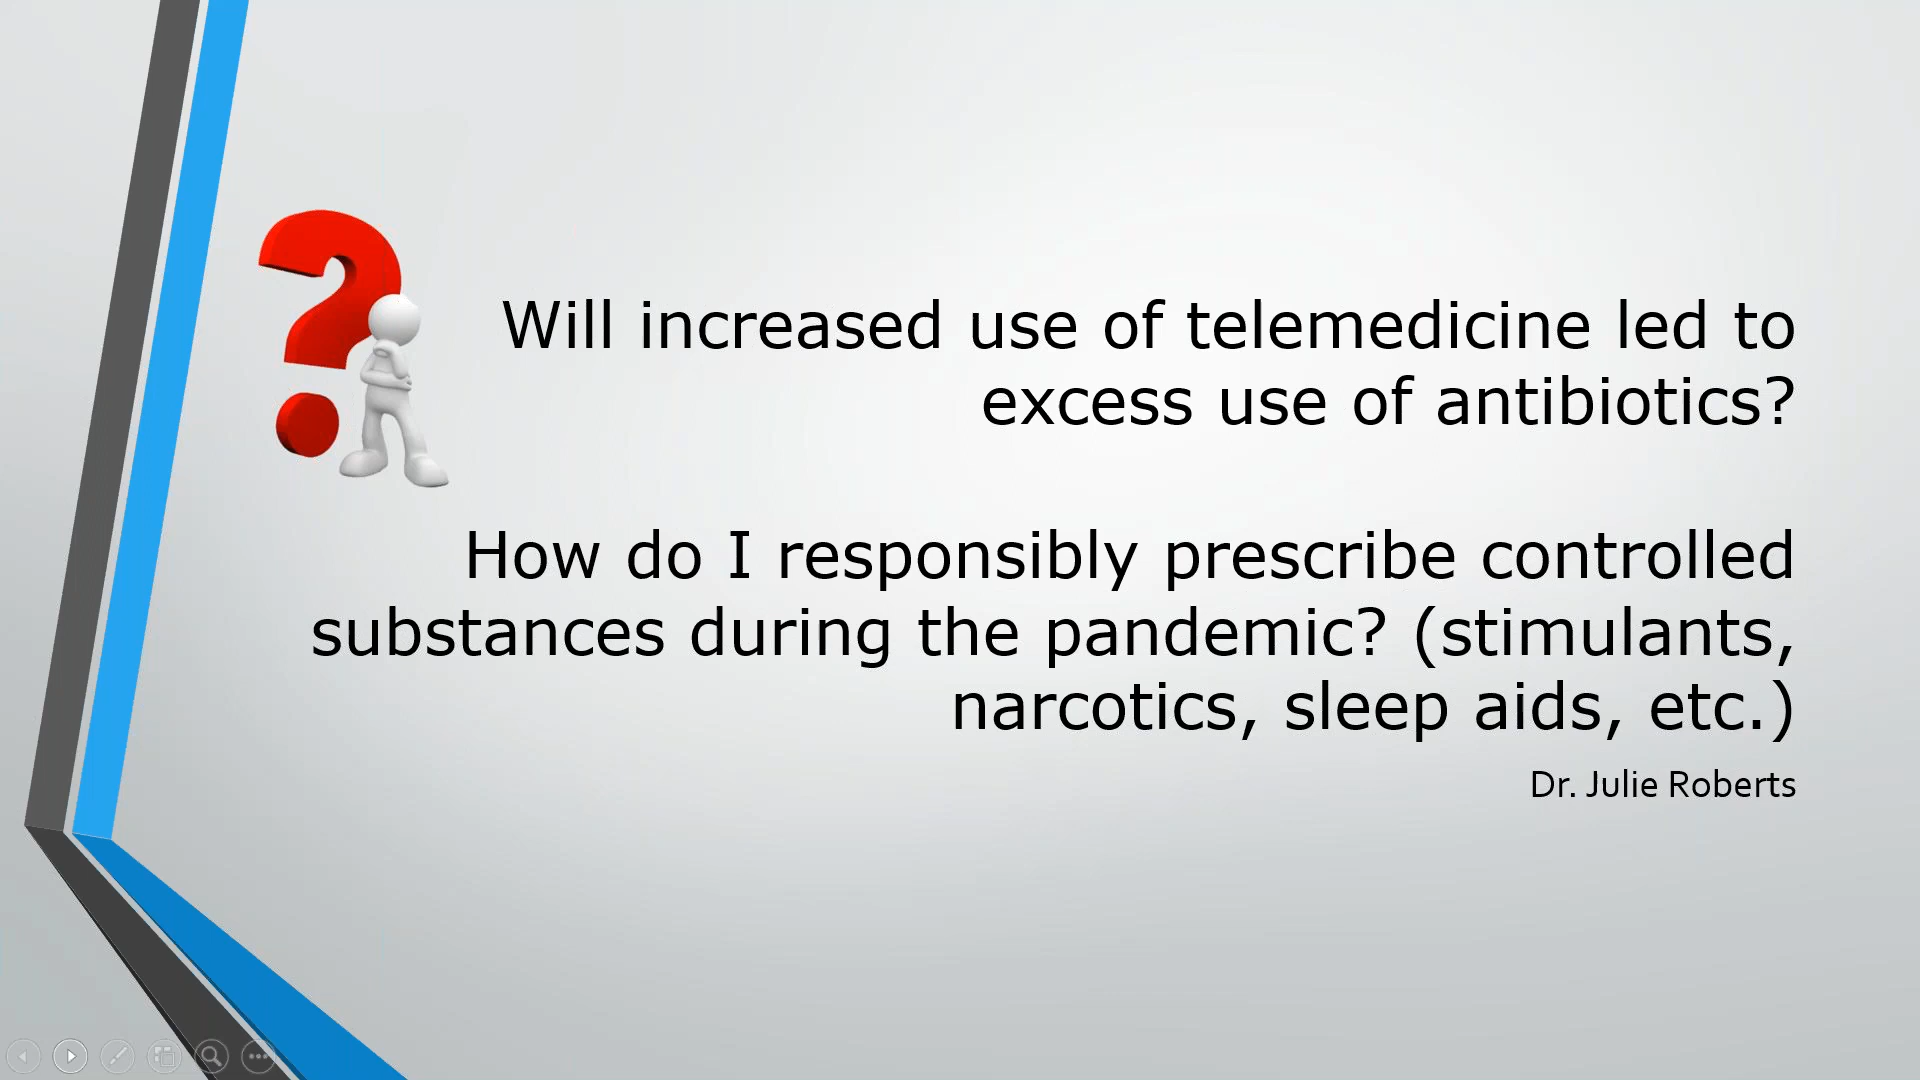 Will increased use of telemedicine led to
excess use of antibiotics?
How do I responsibly prescribe controlled
substances during the pandemic? (stimulants,
narcotics, sleep aids, etc.)
Dr. Julie Roberts